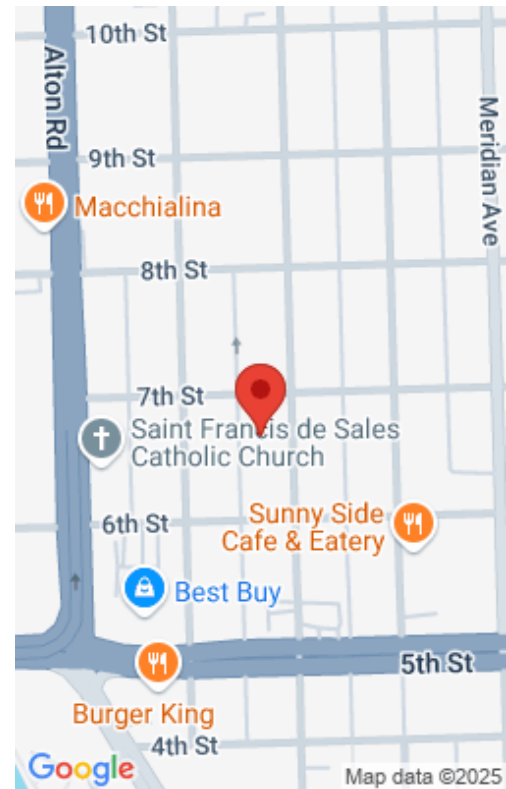 10th St
Alton Rd
Meridian Ave
9th St
Macchialina
8th St
7th St
Saint Francis de Sales
Catholic Church
6th St
Sunny Side
Cafe & Eatery
Best Buy
5th St
Burger King
4th St
Google
Map data ©2025